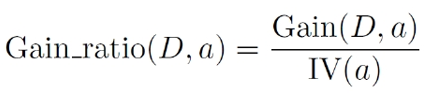 Gain_ratio(D, a) = Gain(D, a) / IV(a)